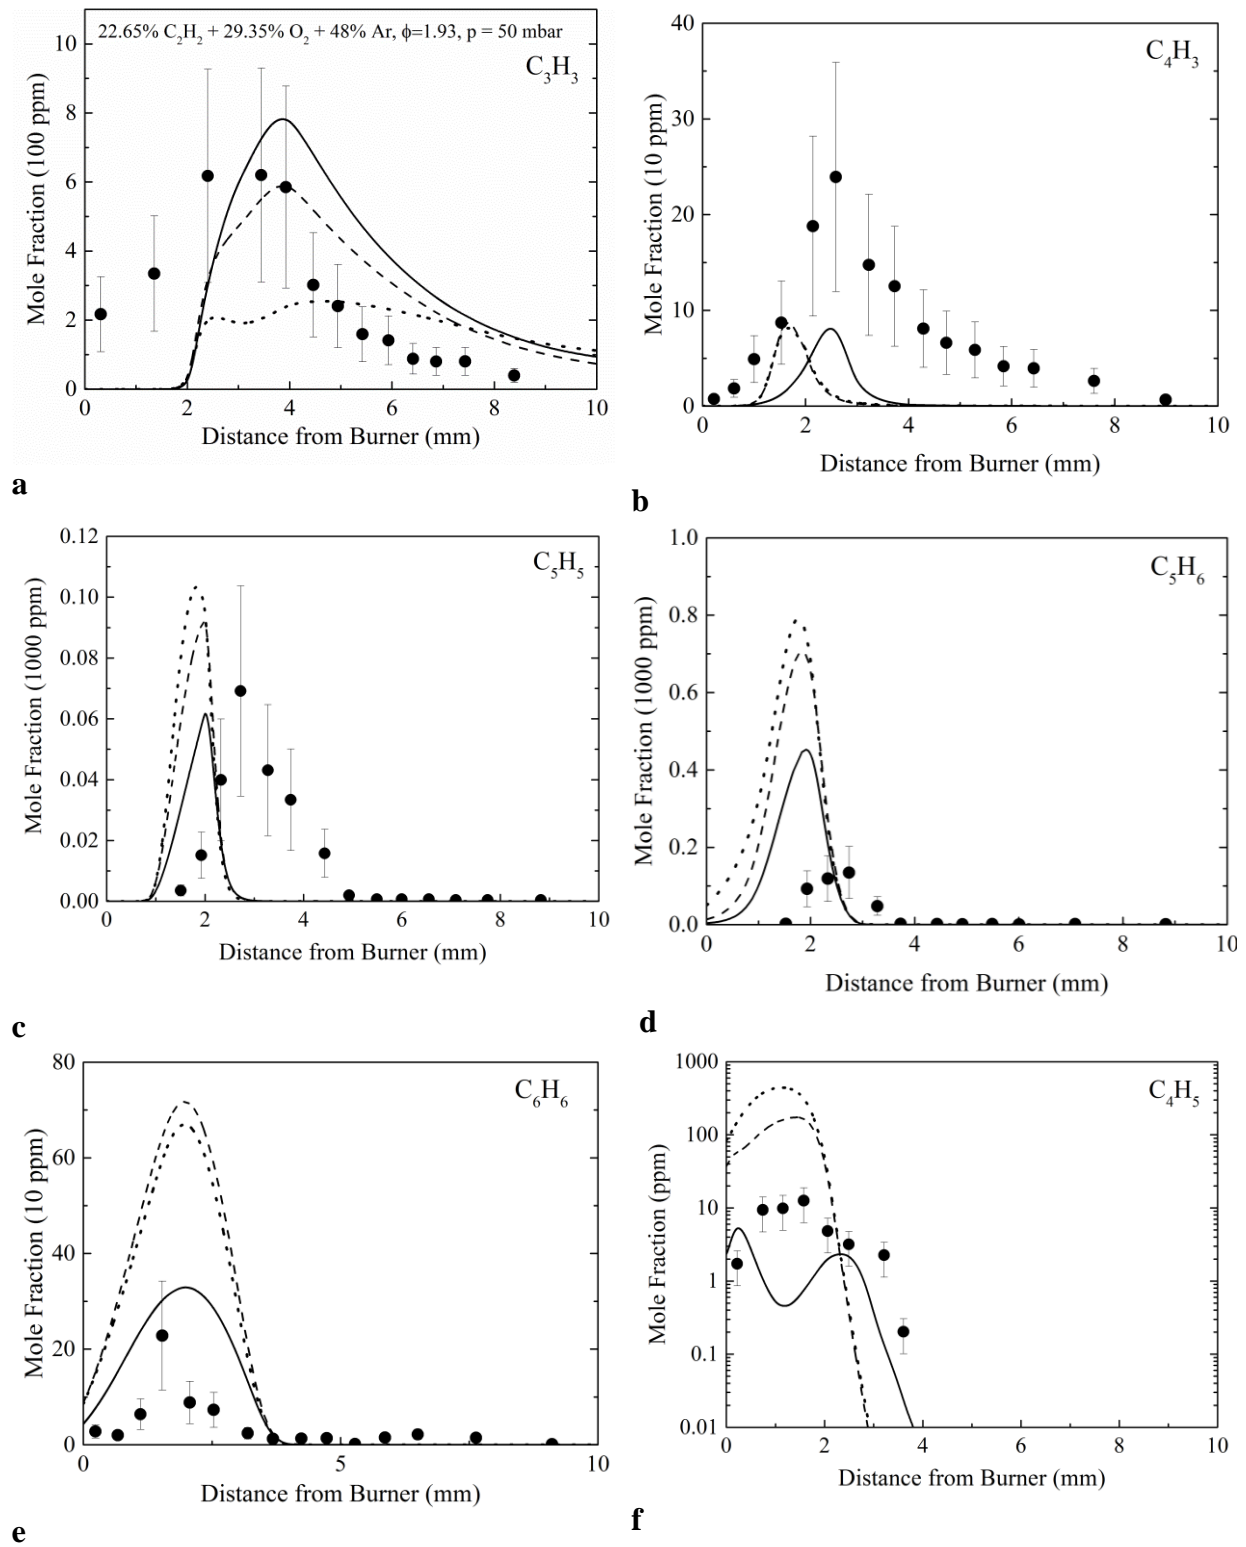 22.65% C2H2 + 29.35% O2 + 48% Ar, ϕ=1.93, p = 50 mbar
C3H3
Mole Fraction (100 ppm)
10
8
6
4
2
0
0 2 4 6 8 10
Distance from Burner (mm)
a
C4H3
Mole Fraction (10 ppm)
40
30
20
10
0
0 2 4 6 8 10
Distance from Burner (mm)
b
C5H5
Mole Fraction (1000 ppm)
0.12
0.10
0.08
0.06
0.04
0.02
0.00
0 2 4 6 8 10
Distance from Burner (mm)
c
C5H6
Mole Fraction (1000 ppm)
1.0
0.8
0.6
0.4
0.2
0.0
0 2 4 6 8 10
Distance from Burner (mm)
d
C6H6
Mole Fraction (10 ppm)
80
60
40
20
0
0 5 10
Distance from Burner (mm)
e
C4H5
Mole Fraction (ppm)
1000
100
10
1
0.1
0.01
0 2 4 6 8 10
Distance from Burner (mm)
f